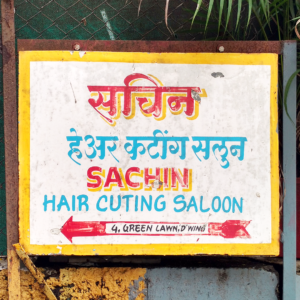 सचिन
हेअर कटींग सलुन
SACHIN
HAIR CUTING SALOON
4, GREEN LAWN, D'WING